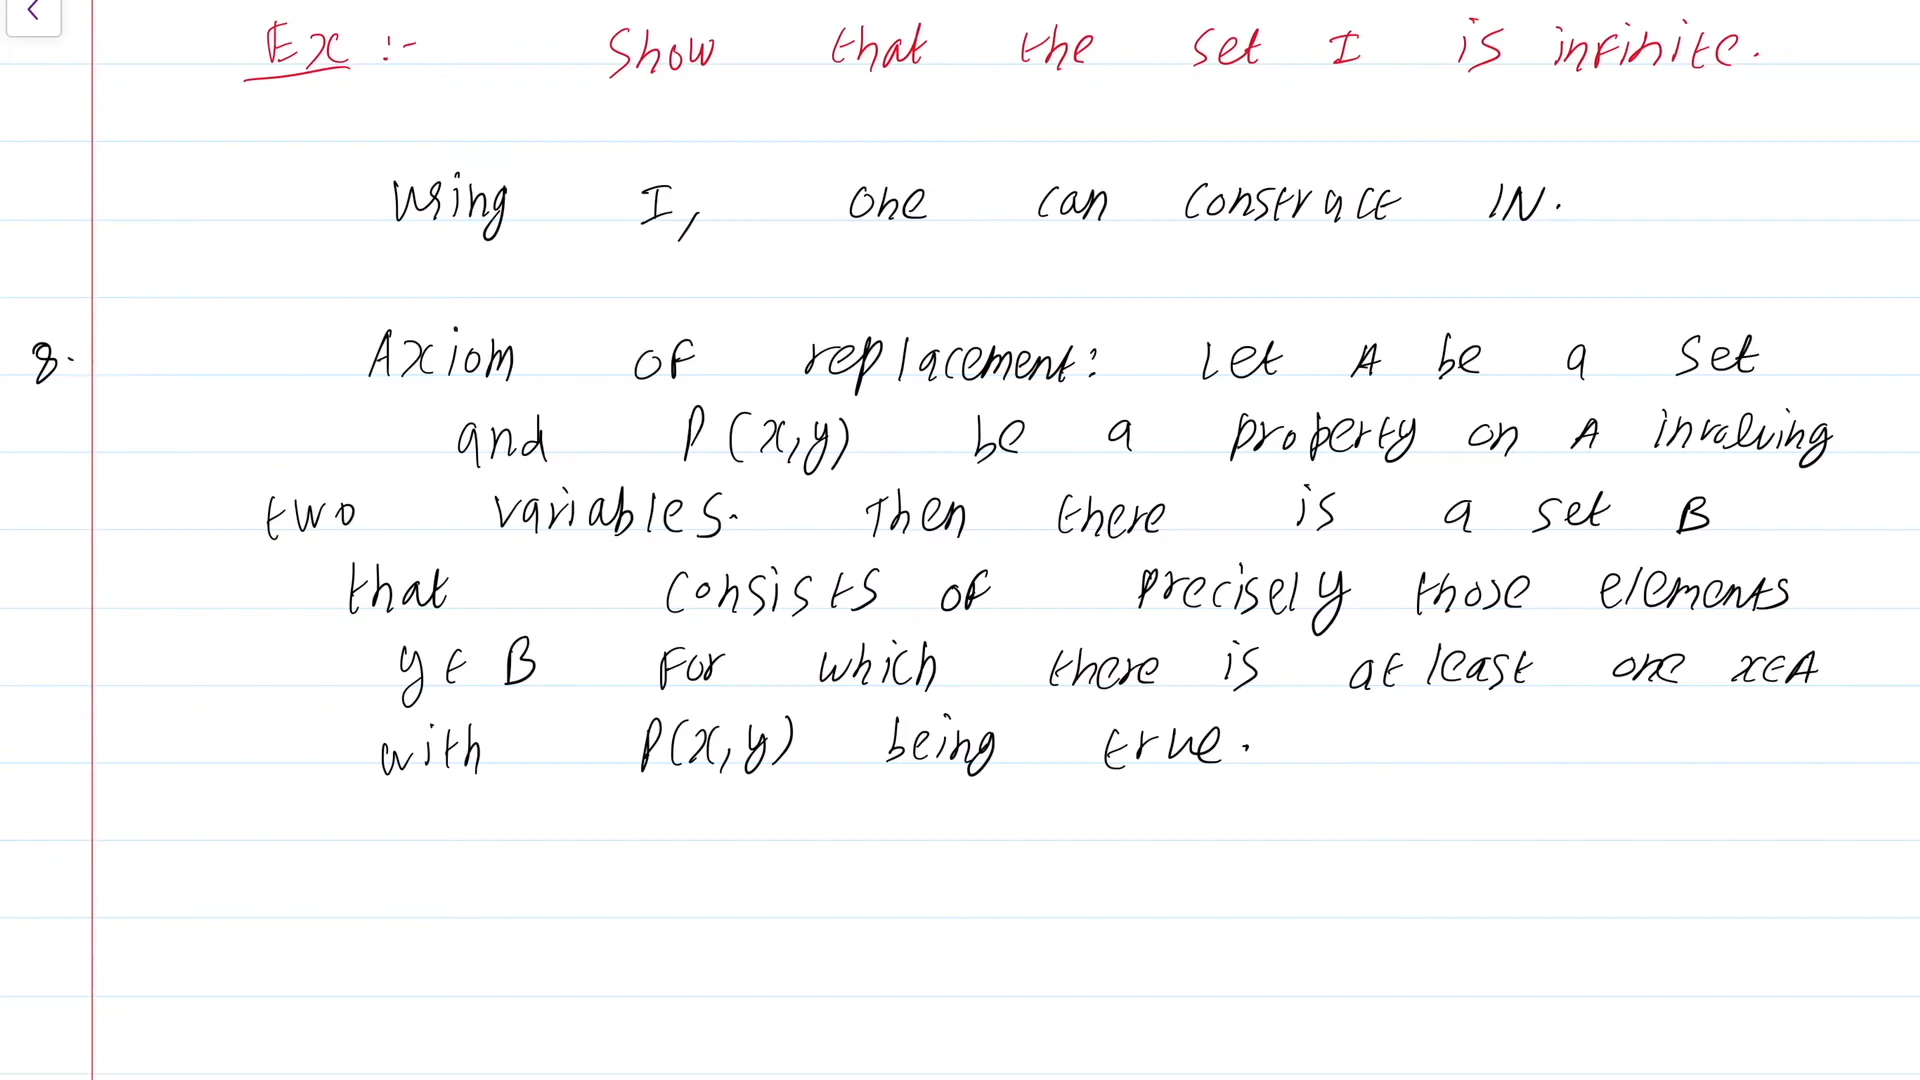 Ex :- Show that the set I is infinite.
Using I, one can construct IN.
8. Axiom of replacement: Let A be a set
and P(x,y) be a property on A involving
two variables. Then there is a set B
that consists of precisely those elements
y ∈ B for which there is at least one x∈A
with P(x,y) being true.